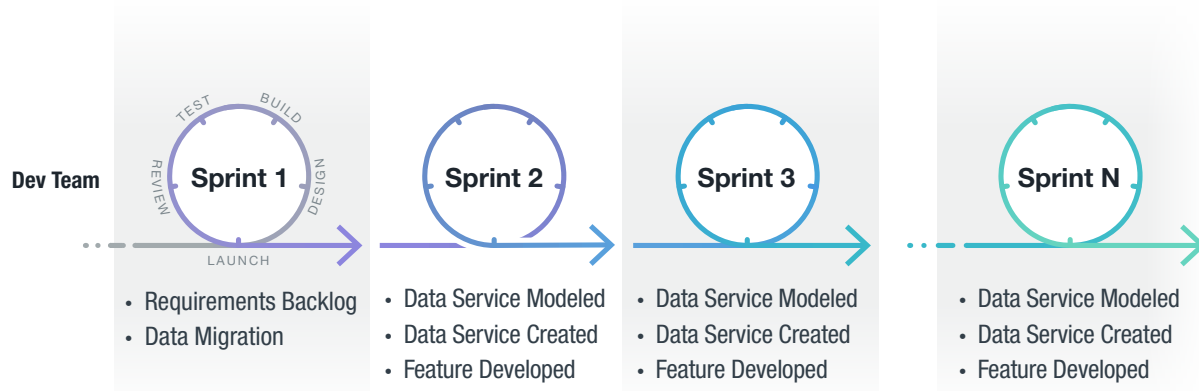 TEST
BUILD
REVIEW
DESIGN
Dev Team
Sprint 1
Sprint 2
Sprint 3
Sprint N
LAUNCH
• Requirements Backlog
• Data Migration
• Data Service Modeled
• Data Service Created
• Feature Developed
• Data Service Modeled
• Data Service Created
• Feature Developed
• Data Service Modeled
• Data Service Created
• Feature Developed